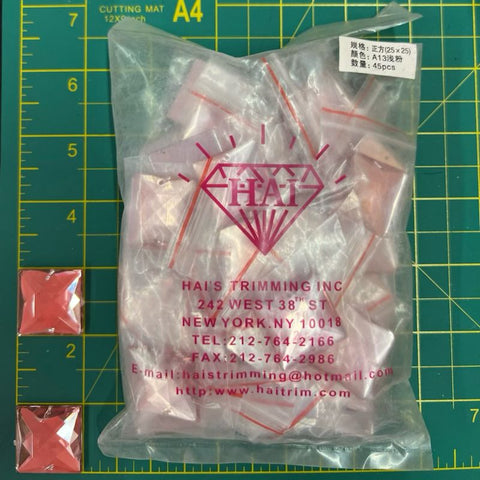 CUTTING MAT
12X9 inch
A4
7
6
5
4
2
7
规格: 正方(25×25)
颜色: A13浅粉
数量: 45pcs
HAI
HAI'S TRIMMING INC
242 WEST 38TH ST
NEW YORK.NY 10018
TEL:212-764-2166
FAX:212-764-2986
E-mail:haistrimming@hotmail.com
http:www.haitrim.com